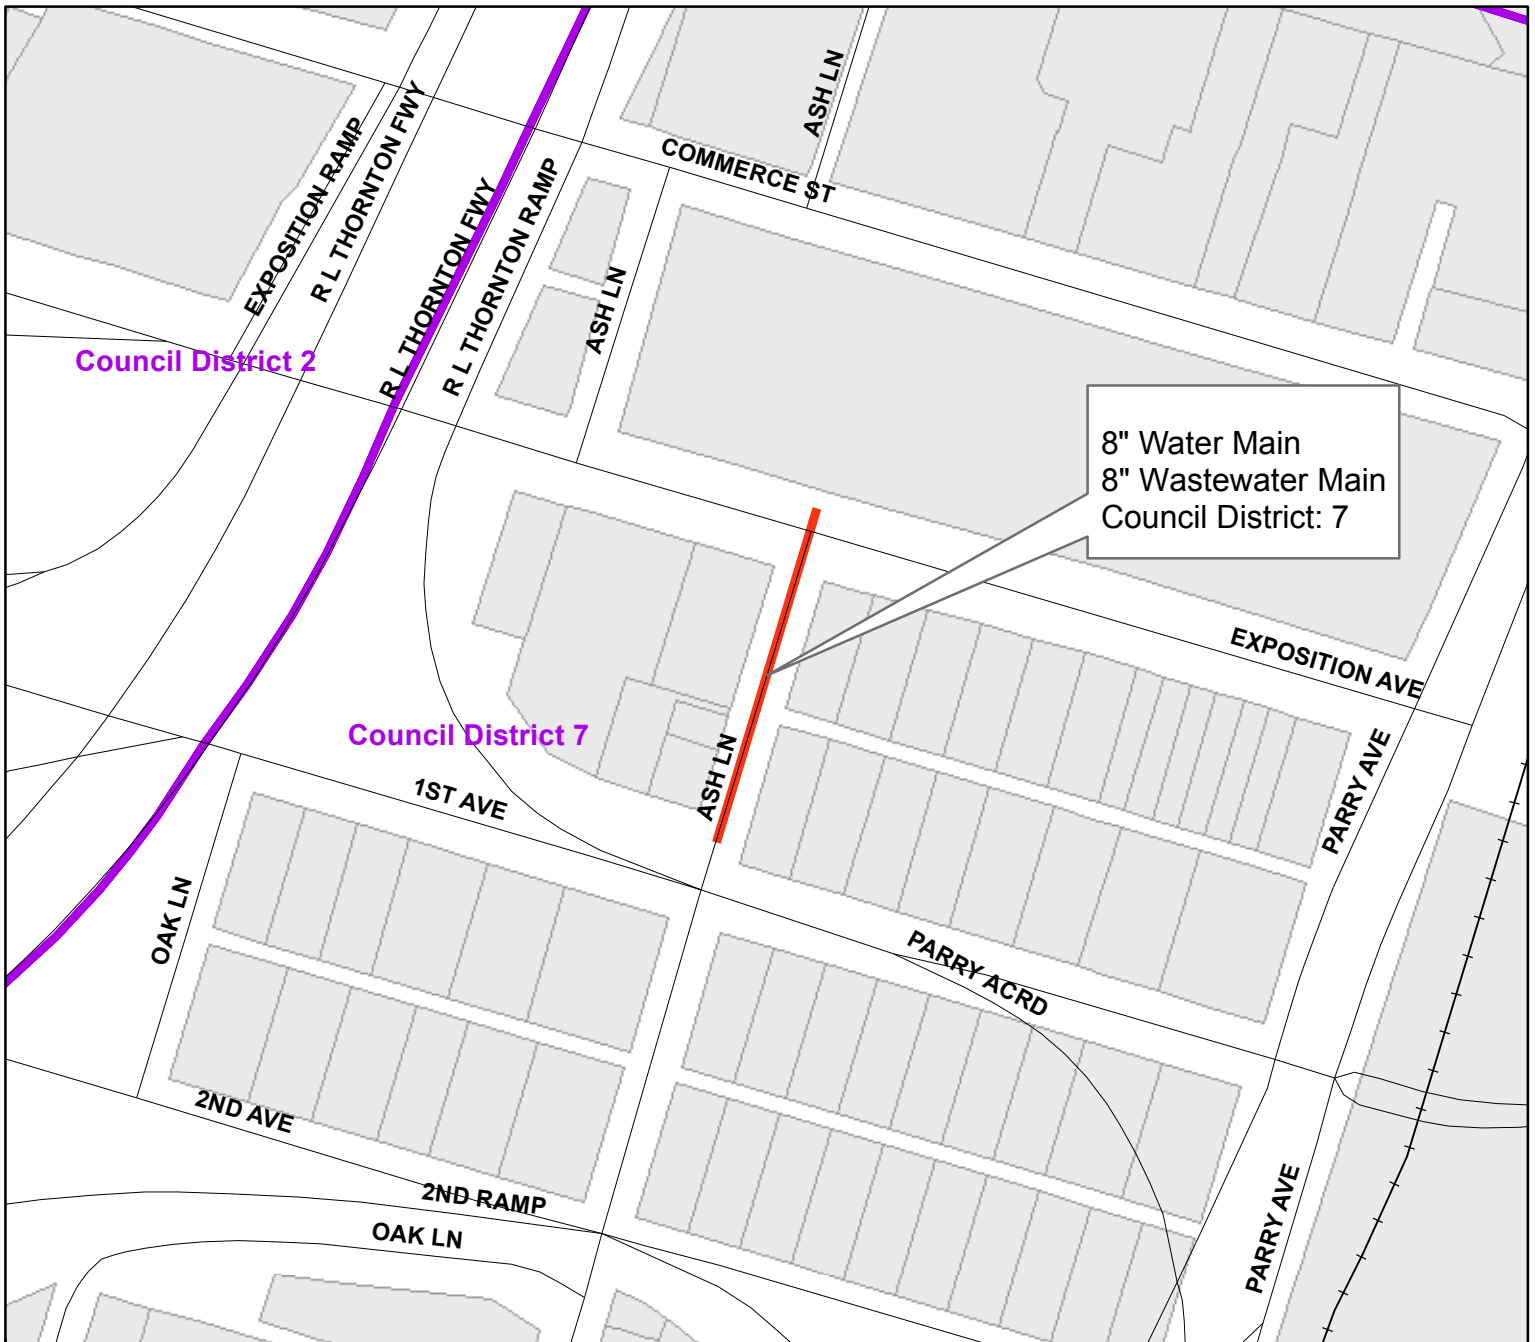 ASH LN
COMMERCE ST
EXPOSITION RAMP
R L THORNTON FWY
R L THORNTON FWY
R L THORNTON RAMP
ASH LN
Council District 2
8" Water Main
8" Wastewater Main
Council District: 7
EXPOSITION AVE
Council District 7
ASH LN
PARRY AVE
1ST AVE
OAK LN
PARRY ACRD
2ND AVE
2ND RAMP
OAK LN
PARRY AVE